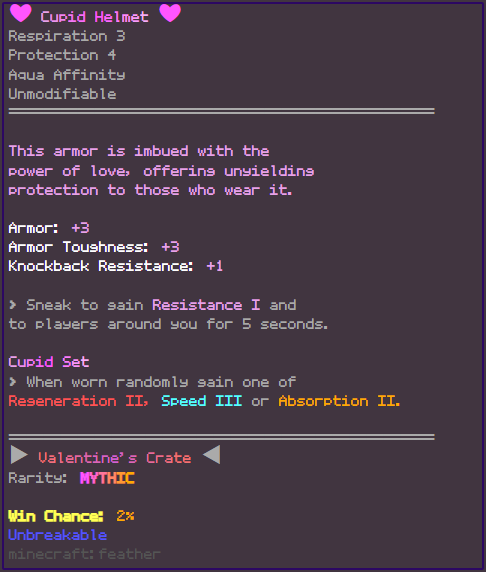 Cupid Helmet
Respiration 3
Protection 4
Aqua Affinity
Unmodifiable
This armor is imbued with the
power of love, offering unyielding
protection to those who wear it.
Armor: +3
Armor Toughness: +3
Knockback Resistance: +1
> Sneak to gain Resistance I and
to players around you for 5 seconds.
Cupid Set
> When worn randomly gain one of
Regeneration II, Speed III or Absorption II.
▶ Valentine's Crate ◀
Rarity: MYTHIC
Win Chance: 2%
Unbreakable
minecraft:feather